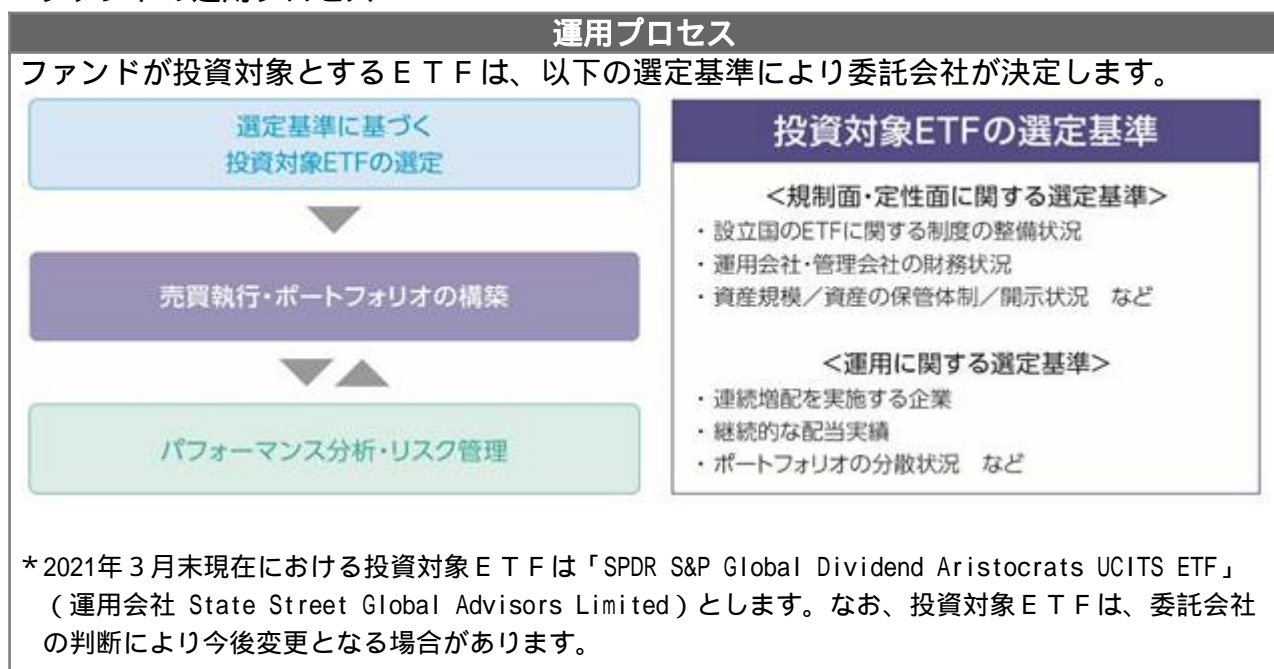 運用プロセス
ファンドが投資対象とするＥＴＦは、以下の選定基準により委託会社が決定します。
選定基準に基づく
投資対象ETFの選定
売買執行・ポートフォリオの構築
パフォーマンス分析・リスク管理
投資対象ETFの選定基準
＜規制面・定性面に関する選定基準＞
・設立国のETFに関する制度の整備状況
・運用会社・管理会社の財務状況
・資産規模／資産の保管体制／開示状況　など
＜運用に関する選定基準＞
・連続増配を実施する企業
・継続的な配当実績
・ポートフォリオの分散状況　など
＊2021年３月末現在における投資対象ＥＴＦは「SPDR S&P Global Dividend Aristocrats UCITS ETF」
（運用会社 State Street Global Advisors Limited）とします。なお、投資対象ＥＴＦは、委託会社
の判断により今後変更となる場合があります。